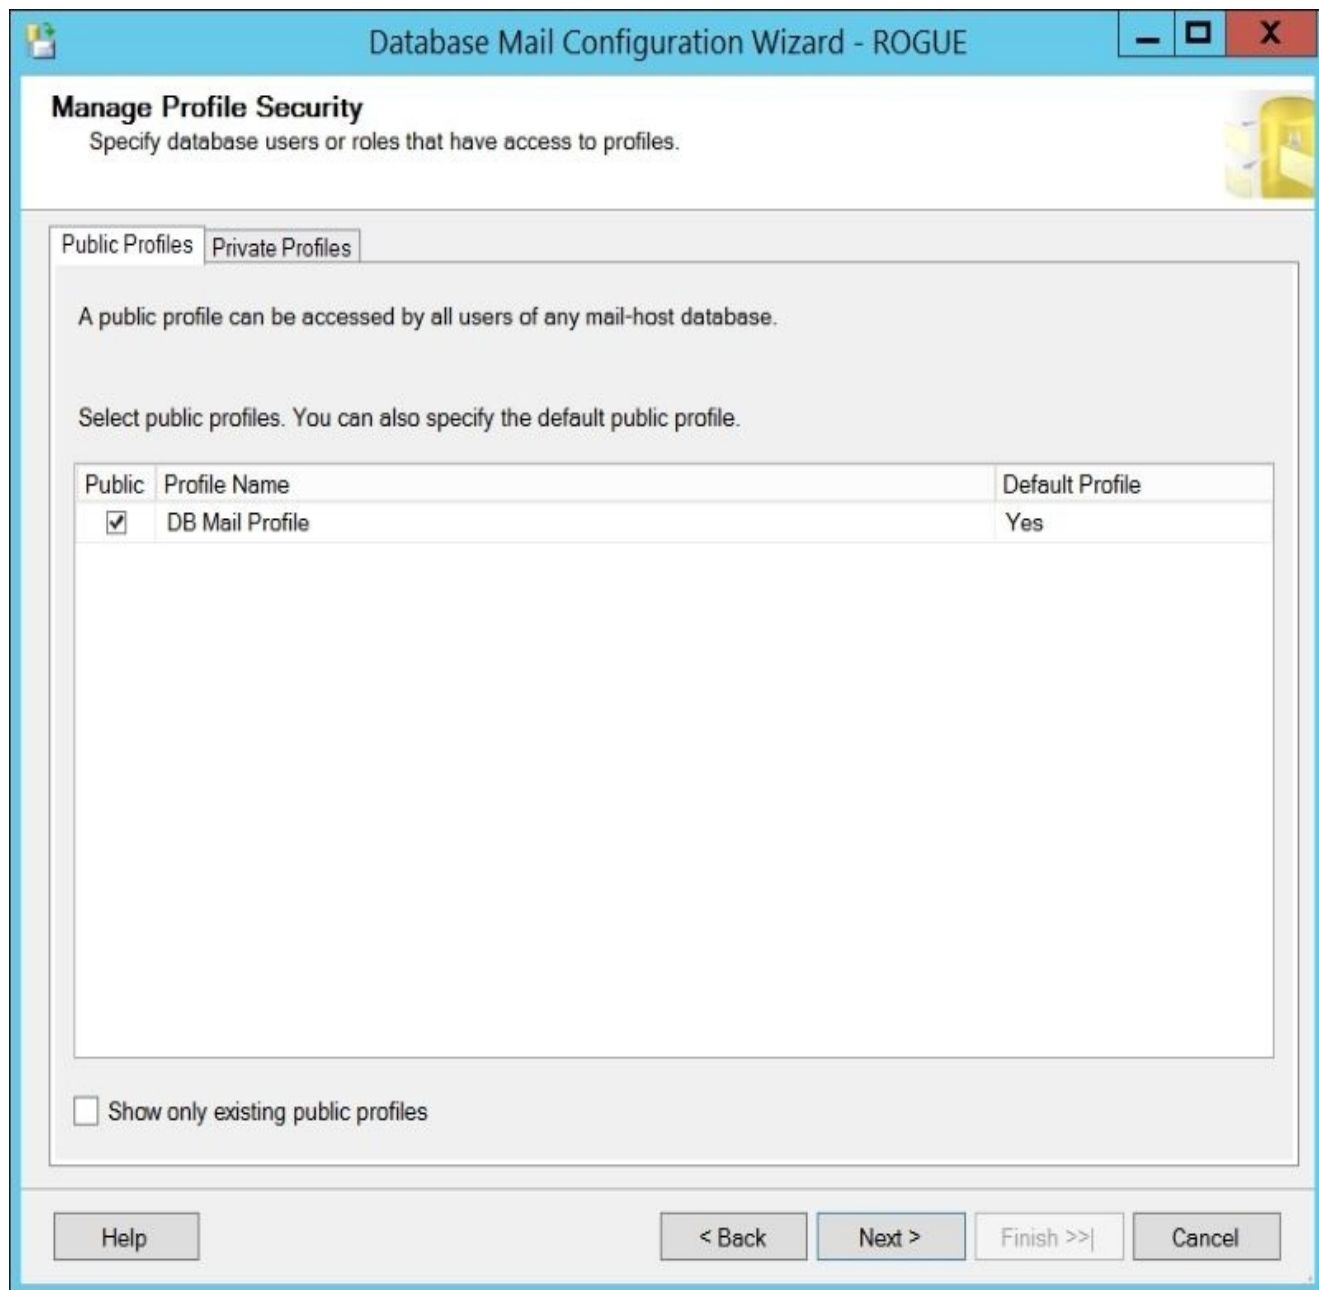 Database Mail Configuration Wizard - ROGUE
X
Manage Profile Security
Specify database users or roles that have access to profiles.
Public Profiles Private Profiles
A public profile can be accessed by all users of any mail-host database.
Select public profiles. You can also specify the default public profile.
Public Profile Name Default Profile
DB Mail Profile Yes
Show only existing public profiles
Help < Back Next > Finish >>| Cancel